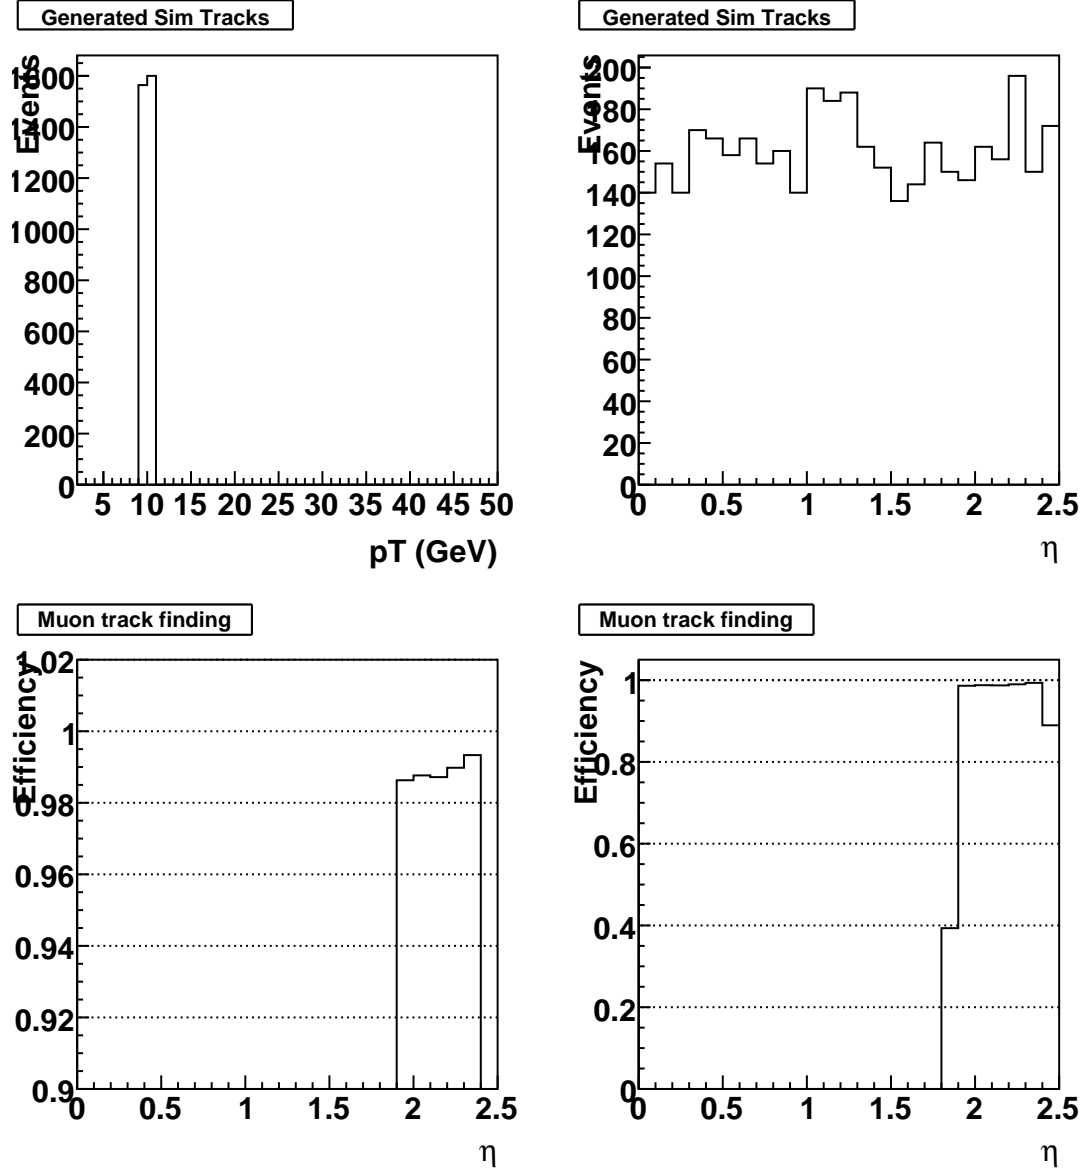 Generated Sim Tracks
Events
1600
1400
1200
1000
800
600
400
200
0
5 10 15 20 25 30 35 40 45 50
pT (GeV)
Generated Sim Tracks
Events
200
180
160
140
120
100
80
60
40
20
0
0 0.5 1 1.5 2 2.5
η
Muon track finding
Efficiency
1.02
1
0.98
0.96
0.94
0.92
0.9
0 0.5 1 1.5 2 2.5
η
Muon track finding
Efficiency
1
0.8
0.6
0.4
0.2
0
0 0.5 1 1.5 2 2.5
η